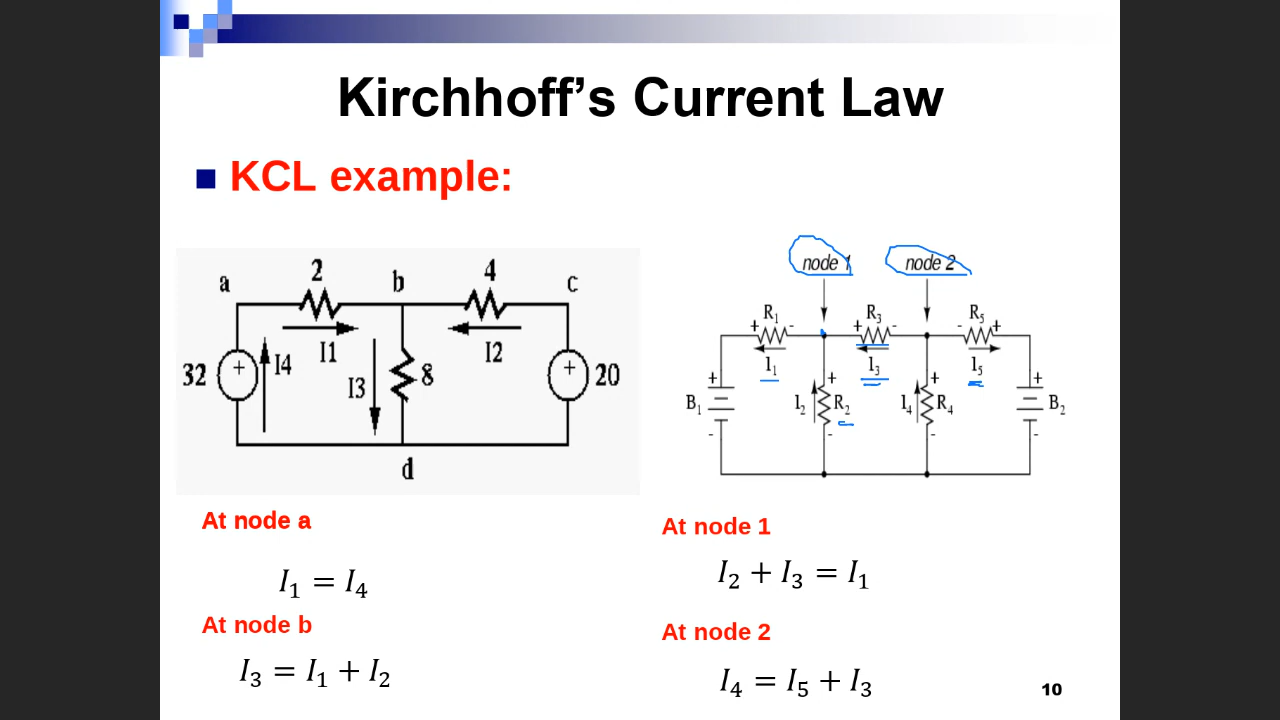 Kirchhoff's Current Law
KCL example:
a 2 b 4 c
I1 I2
32 + I4 I3 8 + 20
d
node 1 node 2
R1 R3 R5
+ - + - - +
I1 I3 I5
+ + + +
B1 I2 R2 I4 R4 B2
- - - -
At node a
I1 = I4
At node b
I3 = I1 + I2
At node 1
I2 + I3 = I1
At node 2
I4 = I5 + I3
10